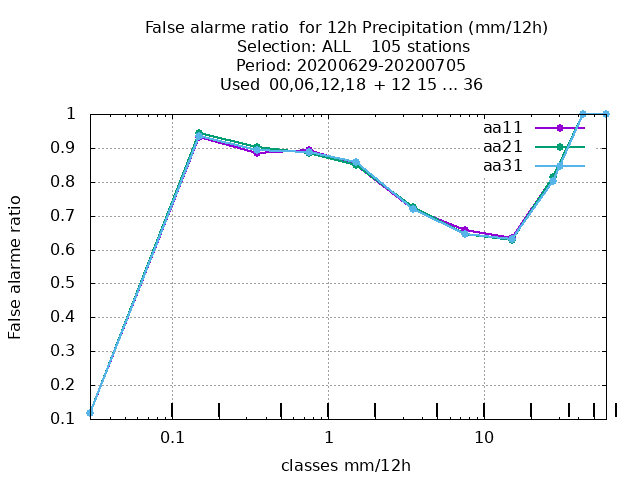 False alarme ratio  for 12h Precipitation (mm/12h)
Selection: ALL    105 stations
Period: 20200629-20200705
Used  00,06,12,18  + 12 15 ... 36
aa11
aa21
aa31
1
0.9
0.8
0.7
0.6
0.5
0.4
0.3
0.2
0.1
False alarme ratio
0.1 1 10
classes mm/12h